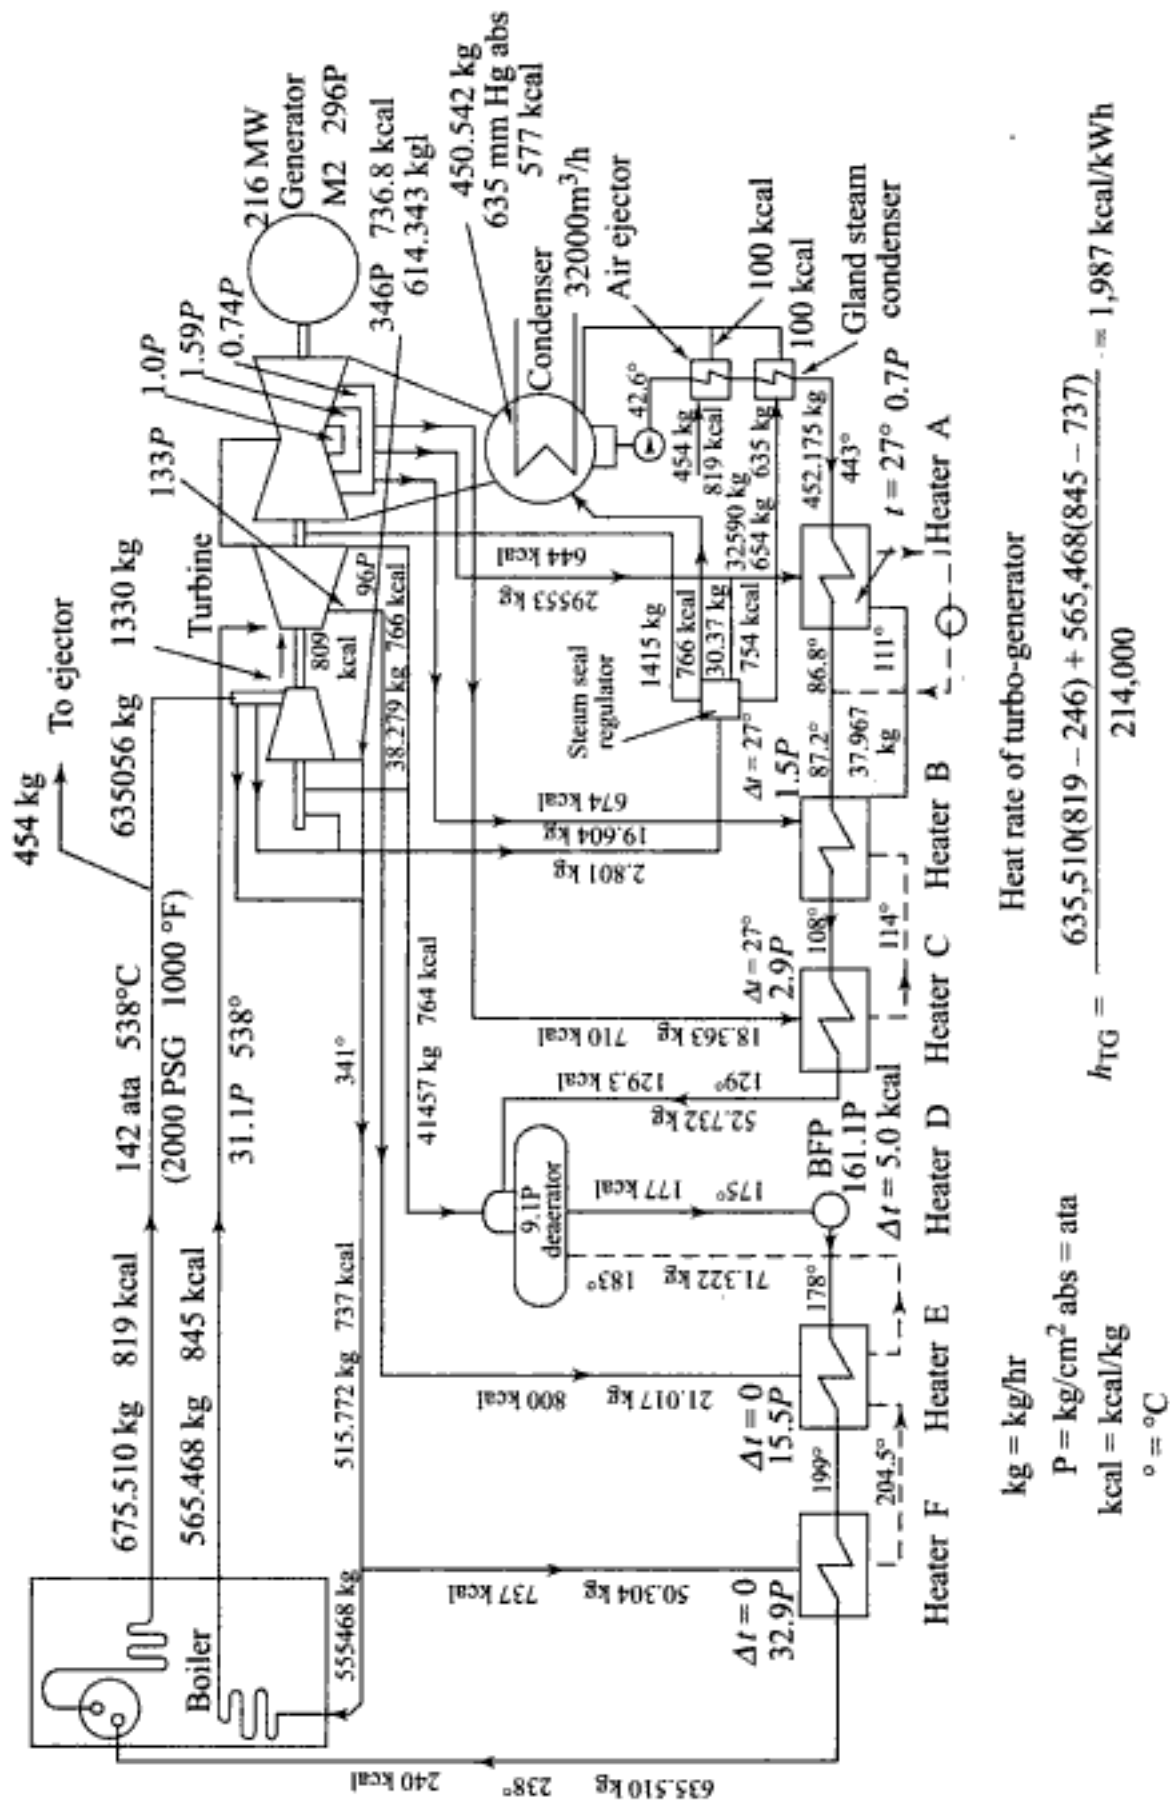 454 kg
To ejector
635056 kg
1330 kg
142 ata 538°C
(2000 PSG 1000 °F)
31.1P 538°
675.510 kg 819 kcal
565.468 kg 845 kcal
Boiler
Turbine
133P
1.0P
1.59P
0.74P
216 MW
Generator
M2 296P
346P 736.8 kcal
614.343 kgl
450.542 kg
635 mm Hg abs
577 kcal
Condenser
32000m³/h
Air ejector
100 kcal
100 kcal
Gland steam
condenser
809
kcal
96P
38.279 kg 766 kcal
341°
41457 kg 764 kcal
515.772 kg 737 kcal
555468 kg
42.6°
454 kg
819 kcal
635 kg
32590 kg
654 kg
452.175 kg
443°
t = 27° 0.7P
644 kcal
29553 kg
1415 kg
766 kcal
30.37 kg
754 kcal
Steam seal
regulator
674 kcal
19.604 kg
2.801 kg
Δt = 27°
1.5P
87.2°
86.8°
37.967
kg
111°
Δt = 27°
2.9P
108°
114°
710 kcal
18.363 kg
129.3 kcal
129°
52.732 kg
9.1P
deaerator
177 kcal
175°
183°
71.322 kg
BFP
161.1P
Δt = 5.0 kcal
178°
800 kcal
21.017 kg
Δt = 0
15.5P
199°
204.5°
737 kcal
50.304 kg
Δt = 0
32.9P
240 kcal
238°
635.510 kg
Heater F
Heater E
Heater D
Heater C
Heater B
Heater A
kg = kg/hr
P = kg/cm² abs = ata
kcal = kcal/kg
° = °C
Heat rate of turbo-generator
hTG = 635,510(819 – 246) + 565,468(845 – 737) / 214,000 = 1,987 kcal/kWh